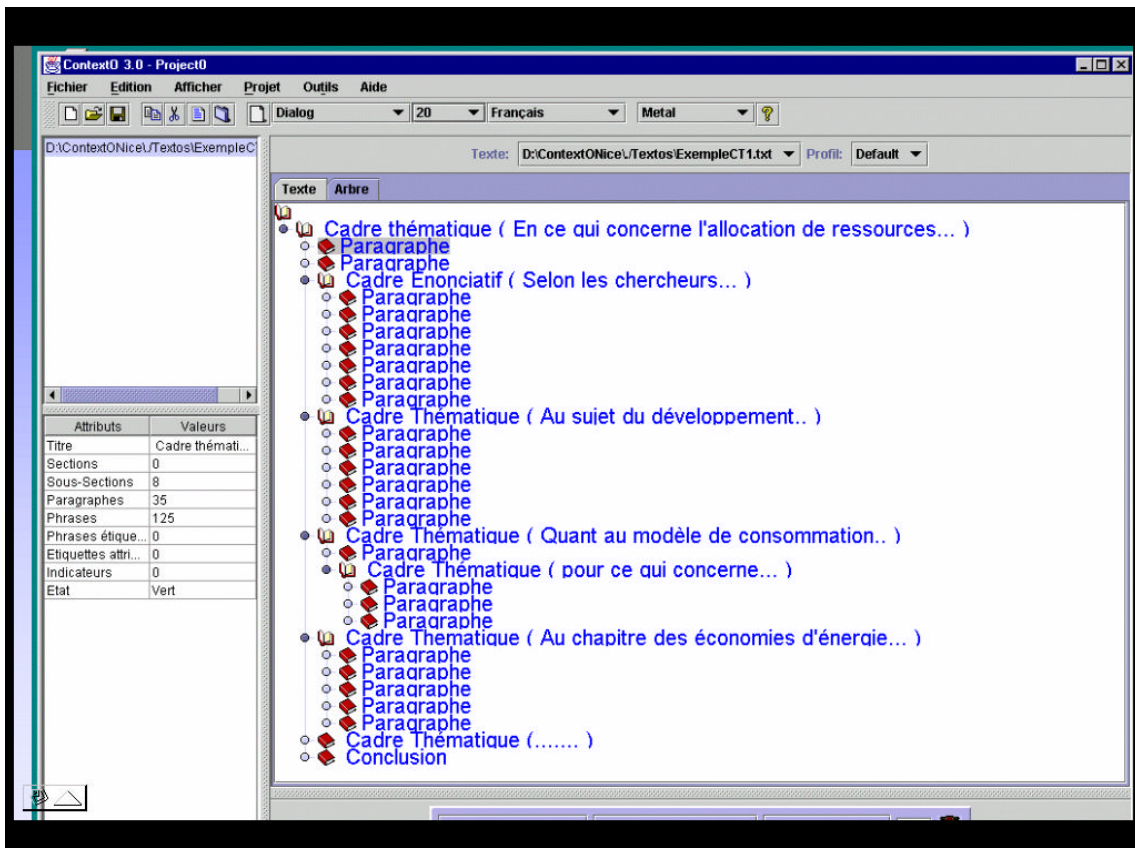 ContextO 3.0 - Project0
Fichier Edition Afficher Projet Outils Aide
Dialog 20 Français Metal
D:\ContextONice\./Textos\ExempleC
Texte: D:\ContextONice\./Textos\ExempleCT1.txt Profil: Default
Texte Arbre
Cadre thématique ( En ce qui concerne l'allocation de ressources... )
Paragraphe
Paragraphe
Cadre Enonciatif ( Selon les chercheurs... )
Paragraphe
Paragraphe
Paragraphe
Paragraphe
Paragraphe
Paragraphe
Paragraphe
Cadre Thématique ( Au sujet du développement.. )
Paragraphe
Paragraphe
Paragraphe
Paragraphe
Paragraphe
Paragraphe
Cadre Thématique ( Quant au modèle de consommation.. )
Paragraphe
Cadre Thématique ( pour ce qui concerne... )
Paragraphe
Paragraphe
Paragraphe
Cadre Thematique ( Au chapitre des économies d'énergie... )
Paragraphe
Paragraphe
Paragraphe
Paragraphe
Paragraphe
Cadre Thématique (....... )
Conclusion
Attributs Valeurs
Titre Cadre thémati...
Sections 0
Sous-Sections 8
Paragraphes 35
Phrases 125
Phrases étique... 0
Etiquettes attri... 0
Indicateurs 0
Etat Vert